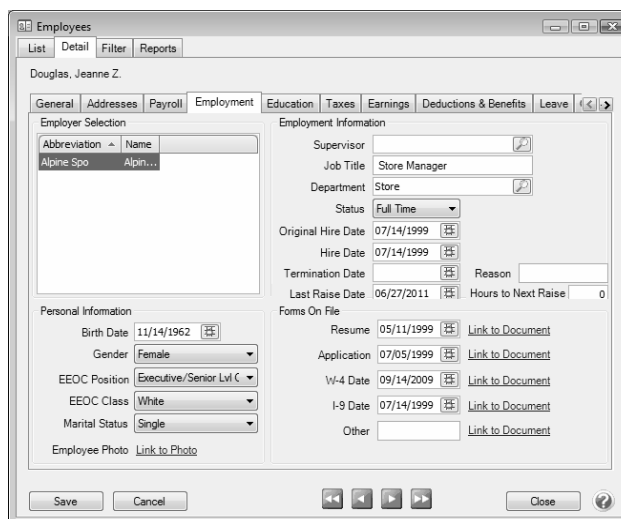 Employees
List Detail Filter Reports
Douglas, Jeanne Z.
General Addresses Payroll Employment Education Taxes Earnings Deductions & Benefits Leave
Employer Selection
Abbreviation Name
Alpine Spo Alpin...
Employment Information
Supervisor
Job Title Store Manager
Department Store
Status Full Time
Original Hire Date 07/14/1999
Hire Date 07/14/1999
Termination Date Reason
Last Raise Date 06/27/2011 Hours to Next Raise 0
Personal Information
Birth Date 11/14/1962
Gender Female
EEOC Position Executive/Senior Lvl (
EEOC Class White
Marital Status Single
Employee Photo Link to Photo
Forms On File
Resume 05/11/1999 Link to Document
Application 07/05/1999 Link to Document
W-4 Date 09/14/2009 Link to Document
I-9 Date 07/14/1999 Link to Document
Other Link to Document
Save Cancel Close